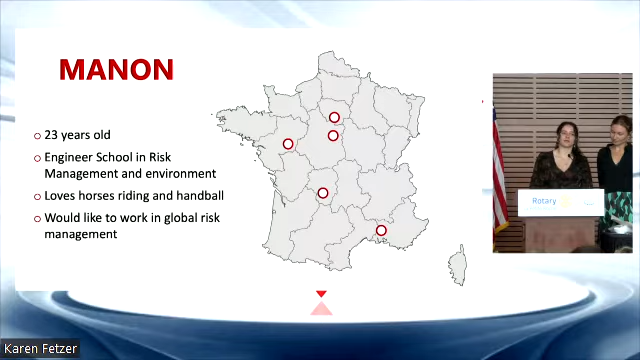 MANON
23 years old
Engineer School in Risk
Management and environment
Loves horses riding and handball
Would like to work in global risk
management
Rotary
Karen Fetzer